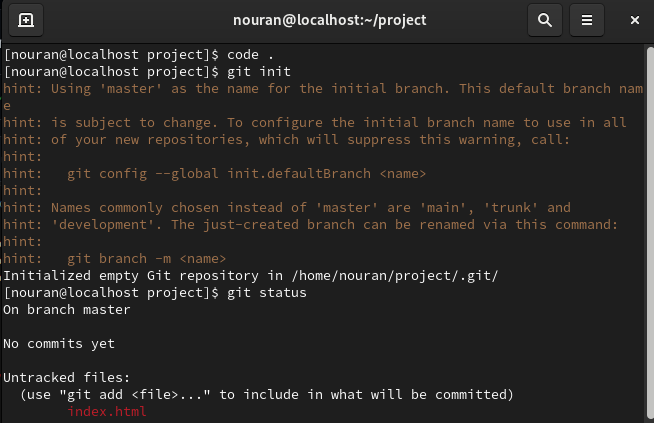 nouran@localhost:~/project
[nouran@localhost project]$ code .
[nouran@localhost project]$ git init
hint: Using 'master' as the name for the initial branch. This default branch nam
e
hint: is subject to change. To configure the initial branch name to use in all
hint: of your new repositories, which will suppress this warning, call:
hint:
hint:   git config --global init.defaultBranch <name>
hint:
hint: Names commonly chosen instead of 'master' are 'main', 'trunk' and
hint: 'development'. The just-created branch can be renamed via this command:
hint:
hint:   git branch -m <name>
Initialized empty Git repository in /home/nouran/project/.git/
[nouran@localhost project]$ git status
On branch master

No commits yet

Untracked files:
  (use "git add <file>..." to include in what will be committed)
        index.html